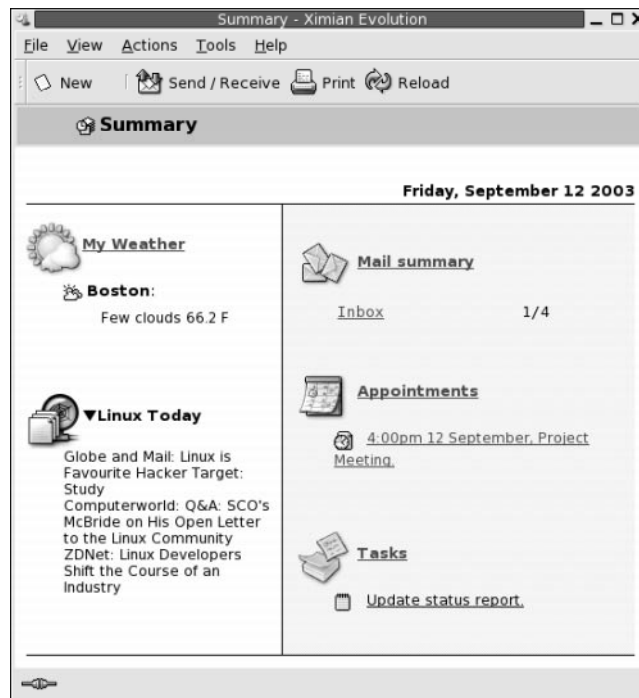 Summary - Ximian Evolution
File View Actions Tools Help
New Send / Receive Print Reload
Summary
Friday, September 12 2003
My Weather
Boston:
Few clouds 66.2 F
▼Linux Today
Globe and Mail: Linux is
Favourite Hacker Target:
Study
Computerworld: Q&A: SCO's
McBride on His Open Letter
to the Linux Community
ZDNet: Linux Developers
Shift the Course of an
Industry
Mail summary
Inbox 1/4
Appointments
4:00pm 12 September, Project
Meeting.
Tasks
Update status report.